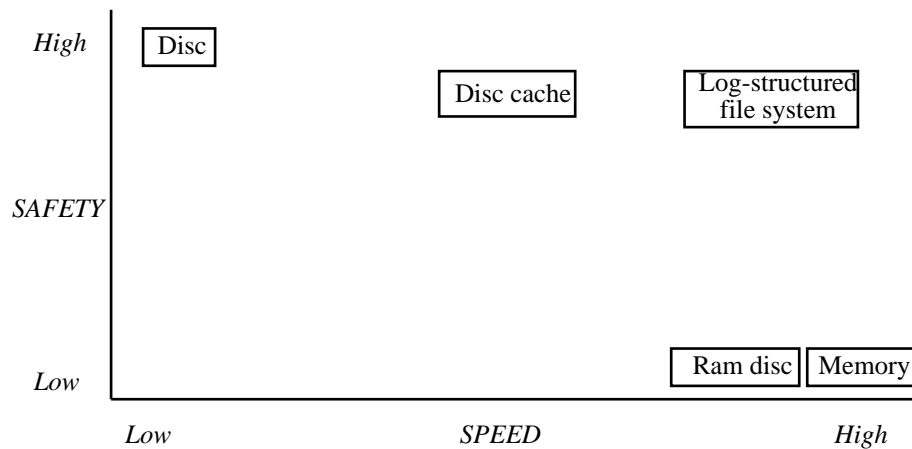 High
Disc
Disc cache
Log-structured
file system
SAFETY
Low
Ram disc
Memory
Low
SPEED
High